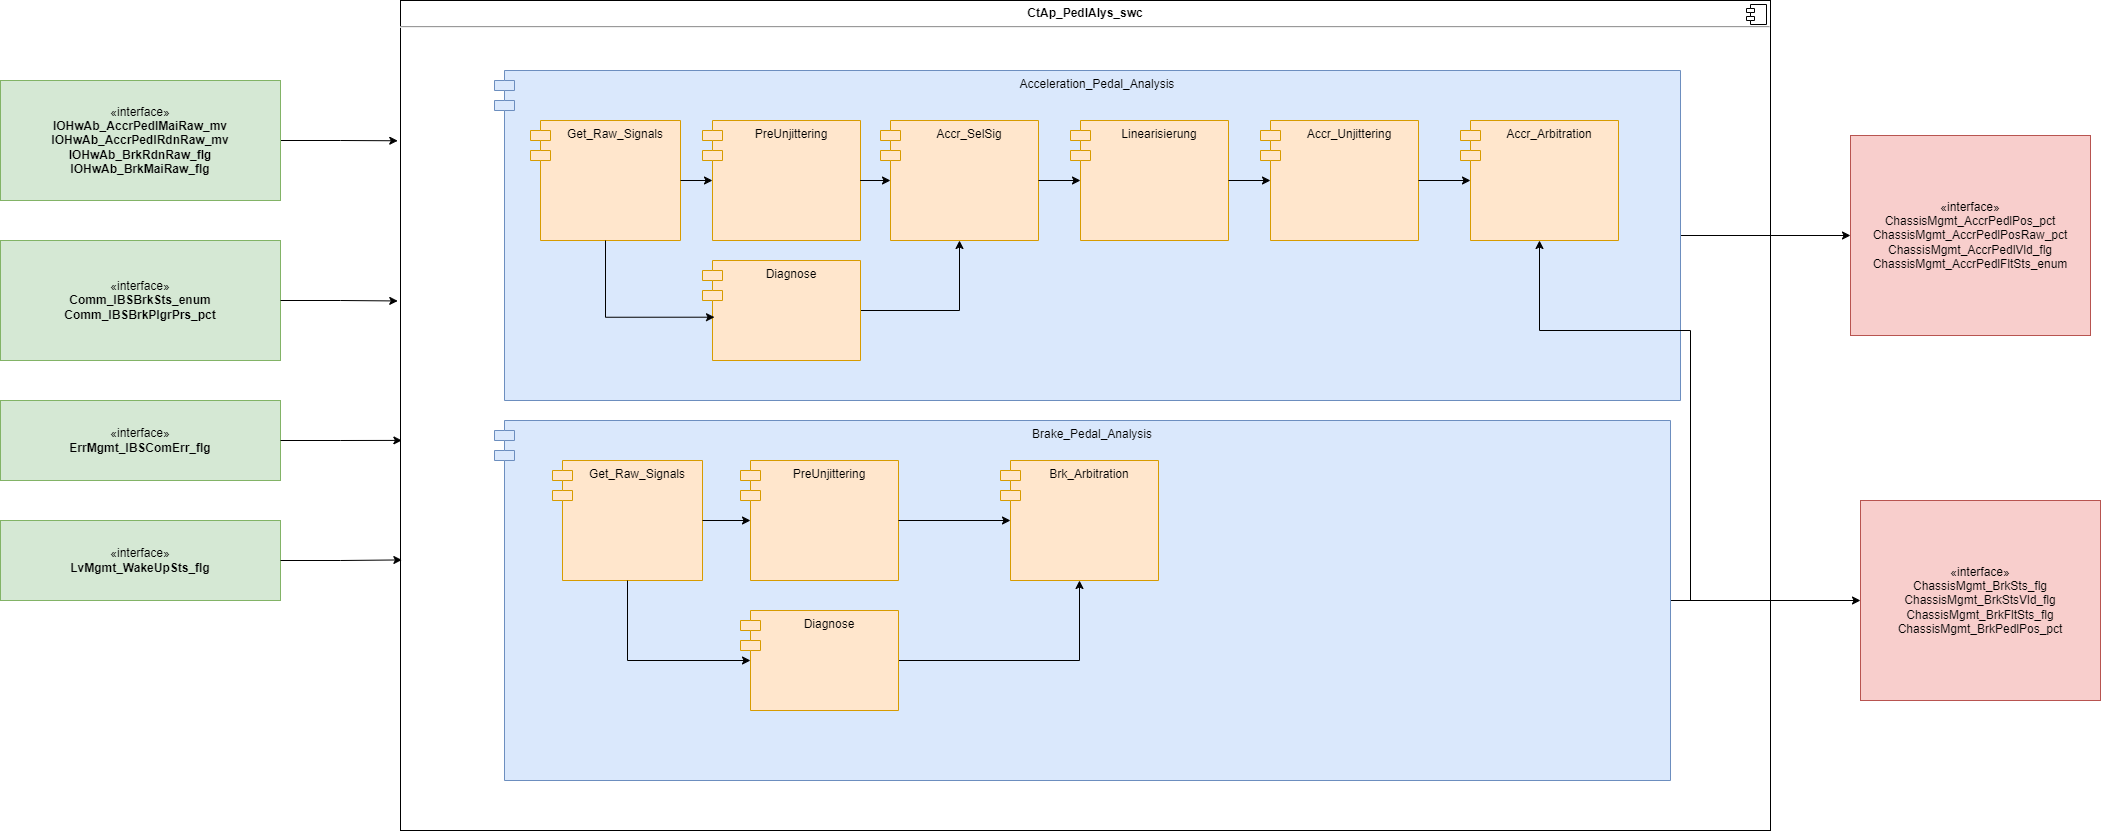 CtAp_PedlAlys_swc
«interface»
IOHwAb_AccrPedlMaiRaw_mv
IOHwAb_AccrPedlRdnRaw_mv
IOHwAb_BrkRdnRaw_flg
IOHwAb_BrkMaiRaw_flg
«interface»
Comm_IBSBrkSts_enum
Comm_IBSBrkPlgrPrs_pct
«interface»
ErrMgmt_IBSComErr_flg
«interface»
LvMgmt_WakeUpSts_flg
Acceleration_Pedal_Analysis
Get_Raw_Signals
PreUnjittering
Accr_SelSig
Linearisierung
Accr_Unjittering
Accr_Arbitration
Diagnose
Brake_Pedal_Analysis
Get_Raw_Signals
PreUnjittering
Brk_Arbitration
Diagnose
«interface»
ChassisMgmt_AccrPedlPos_pct
ChassisMgmt_AccrPedlPosRaw_pct
ChassisMgmt_AccrPedlVld_flg
ChassisMgmt_AccrPedlFltSts_enum
«interface»
ChassisMgmt_BrkSts_flg
ChassisMgmt_BrkStsVld_flg
ChassisMgmt_BrkFltSts_flg
ChassisMgmt_BrkPedlPos_pct